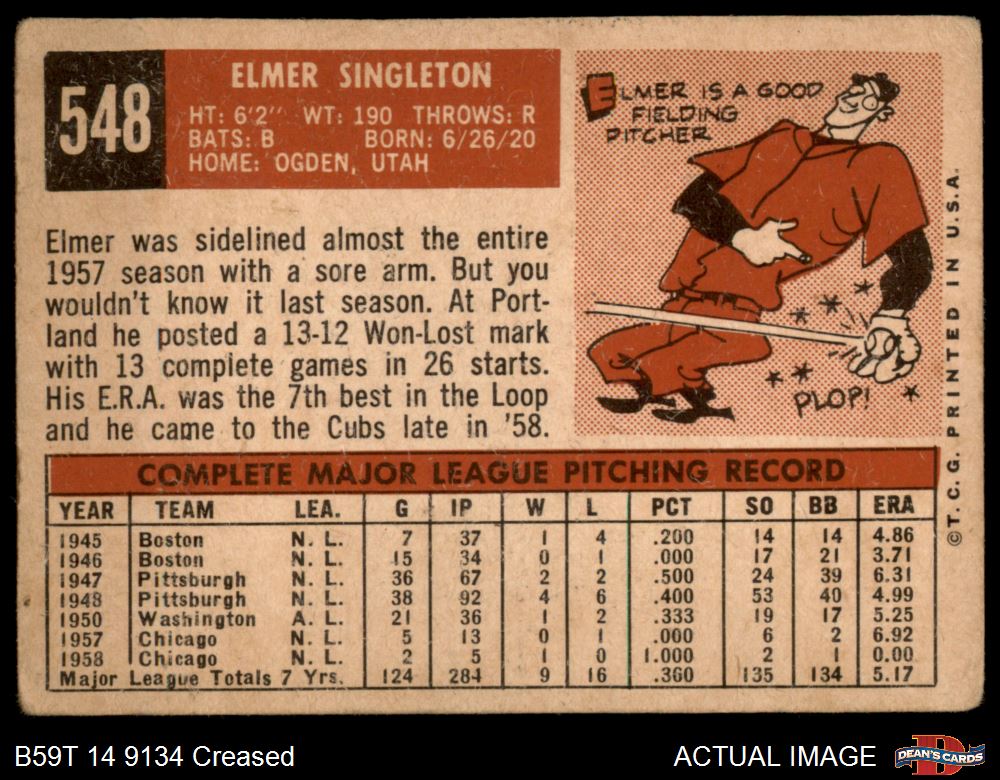 548
ELMER SINGLETON
HT: 6'2" WT: 190 THROWS: R
BATS: B BORN: 6/26/20
HOME: OGDEN, UTAH
ELMER IS A GOOD
FIELDING
PITCHER
PLOP!
Elmer was sidelined almost the entire
1957 season with a sore arm. But you
wouldn't know it last season. At Port-
land he posted a 13-12 Won-Lost mark
with 13 complete games in 26 starts.
His E.R.A. was the 7th best in the Loop
and he came to the Cubs late in '58.
©T.C.G. PRINTED IN U.S.A.
COMPLETE MAJOR LEAGUE PITCHING RECORD
YEAR TEAM LEA. G IP W L PCT SO BB ERA
1945 Boston N. L. 7 37 1 4 .200 14 14 4.86
1946 Boston N. L. 15 34 0 1 .000 17 21 3.71
1947 Pittsburgh N. L. 36 67 2 2 .500 24 39 6.31
1948 Pittsburgh N. L. 38 92 4 6 .400 53 40 4.99
1950 Washington A. L. 21 36 1 2 .333 19 17 5.25
1957 Chicago N. L. 5 13 0 1 .000 6 2 6.92
1958 Chicago N. L. 2 5 1 0 1.000 2 1 0.00
Major League Totals 7 Yrs. 124 284 9 16 .360 135 134 5.17
B59T 14 9134 Creased
ACTUAL IMAGE
DEAN'S CARDS